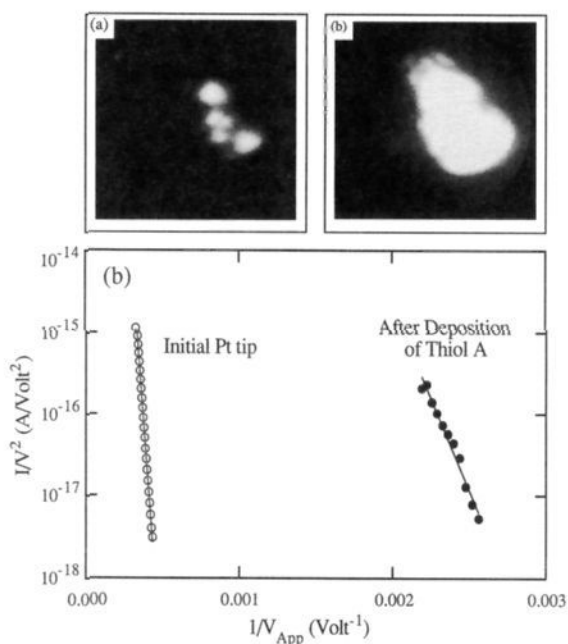 (a)
(b)
(b)
10⁻¹⁴
10⁻¹⁵
10⁻¹⁶
10⁻¹⁷
10⁻¹⁸
I/V² (A/Volt²)
Initial Pt tip
After Deposition
of Thiol A
0.000
0.001
0.002
0.003
1/V_App (Volt⁻¹)